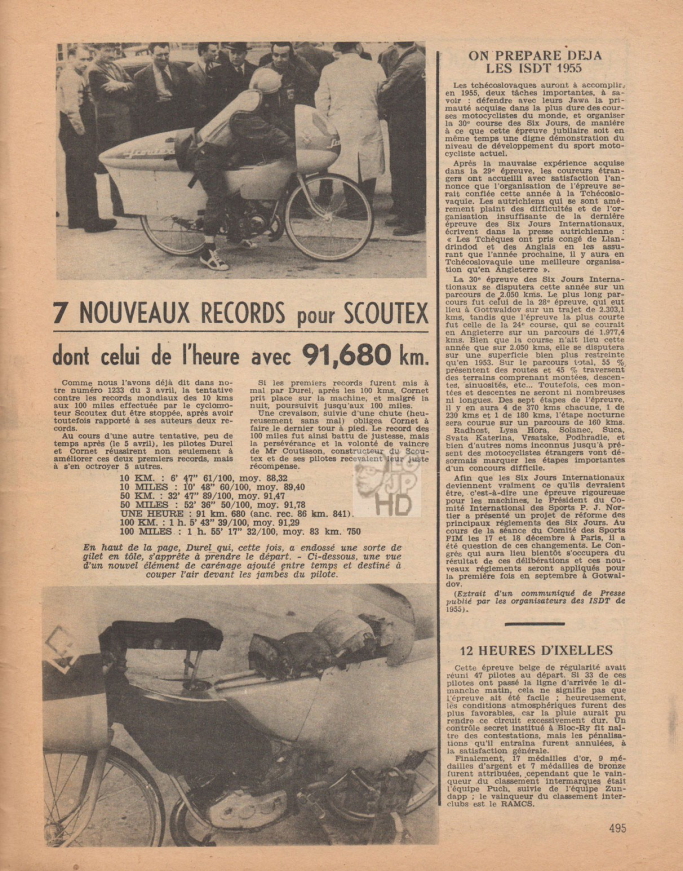 7 NOUVEAUX RECORDS pour SCOUTEX
dont celui de l'heure avec 91,680 km.
Comme nous l'avons déjà dit dans no-
tre numéro 1233 du 3 avril, la tentative
contre les records mondiaux des 10 kms
aux 100 miles effectuée par le cyclomo-
teur Scoutex dut être stoppée, après avoir
toutefois rapporté à ses auteurs deux re-
cords.
Au cours d'une autre tentative, peu de
temps après (le 5 avril), les pilotes Durel
et Cornet réussirent non seulement à
améliorer ces deux premiers records, mais
à s'en octroyer 5 autres.
Si les premiers records furent mis à
mal par Durel, après les 100 kms, Cornet
prit place sur la machine, et malgré la
nuit, poursuivit jusqu'aux 100 miles.
Une crevaison, suivie d'une chute (heu-
reusement sans mal) obligea Cornet à
faire le dernier tour à pied. Le record des
100 miles fut ainsi battu de justesse, mais
la persévérance et la volonté de vaincre
de Mr Coutisson, constructeur du Scou-
tex et de ses pilotes recevaient leur juste
récompense.
10 KM. : 6' 47" 61/100, moy. 88,32
10 MILES : 10' 48" 60/100, moy. 89,40
50 KM. : 32' 47" 89/100, moy. 91,47
50 MILES : 52' 36" 50/100, moy. 91,78
UNE HEURE : 91 km. 680 (anc. rec. 86 km. 841).
100 KM. : 1 h. 5' 43" 39/100, moy. 91,29
100 MILES : 1 h. 55' 17" 32/100, moy. 83 km. 750
En haut de la page, Durel qui, cette fois, a endossé une sorte de
gilet en tôle, s'apprête à prendre le départ. - Ci-dessous, une vue
d'un nouvel élément de carénage ajouté entre temps et destiné à
couper l'air devant les jambes du pilote.
ON PREPARE DEJA
LES ISDT 1955
Les tchécoslovaques auront à accomplir,
en 1955, deux tâches importantes, à sa-
voir : défendre avec leurs Jawa la pri-
mauté acquise dans la plus dure des cour-
ses motocyclistes du monde, et organiser
la 30e course des Six Jours, de manière
à ce que cette épreuve jubilaire soit en
même temps une digne démonstration du
niveau de développement du sport moto-
cycliste actuel.
Après la mauvaise expérience acquise
dans la 29e épreuve, les coureurs étran-
gers ont accueilli avec satisfaction l'an-
nonce que l'organisation de l'épreuve se-
rait confiée cette année à la Tchéco-
vaquie. Les autrichiens qui se sont amè-
rement plaint des difficultés et de l'or-
ganisation insuffisante de la dernière
épreuve des Six Jours Internationaux,
écrivent dans la presse autrichienne :
« Les Tchèques ont pris congé de Llan-
drindod et des Anglais en les assu-
rant que l'année prochaine, il y aura en
Tchécoslovaquie une meilleure organisa-
tion qu'en Angleterre ».
La 30e épreuve des Six Jours Interna-
tionaux se disputera cette année sur un
parcours de 2.050 kms. Le plus long par-
cours fut celui de la 28e épreuve, qui eut
lieu à Gottwaldov sur un trajet de 2.303,1
kms, tandis que l'épreuve la plus courte
fut celle de la 24e course, qui se courait
en Angleterre sur un parcours de 1.977,4
kms. Bien que la course n'ait lieu cette
année que sur 2.050 kms, elle se disputera
sur une superficie bien plus restreinte
qu'en 1953. Sur le parcours total, 55 %
présentent des routes et 45 % traversent
des terrains comprenant montées, descen-
tes, sinuosités, etc.. Toutefois, ces mon-
tées et descentes ne seront ni nombreuses
ni longues. Des sept étapes de l'épreuve,
il y en aura 4 de 370 kms chacune, 1 de
230 kms et 1 de 180 kms, l'étape nocturne
sera courue sur un parcours de 160 kms.
Radhost, Lysa Hora, Solanec, Suca,
Svata Katerina, Vrsatske, Podhradie, et
bien d'autres noms inconnus jusqu'à pré-
sent des motocyclistes étrangers vont dé-
sormais marquer les étapes importantes
d'un concours difficile.
Afin que les Six Jours Internationaux
deviennent vraiment ce qu'ils devraient
être, c'est-à-dire une épreuve rigoureuse
pour les machines, le Président du Co-
mité International des Sports P. J. Nor-
tier a présenté un projet de réforme des
principaux règlements des Six Jours. Au
cours de la séance du Comité des Sports
FIM les 17 et 18 décembre à Paris, il a
été question de ces changements. Le Con-
grès qui aura lieu bientôt s'occupera du
résultat de ces délibérations et ces nou-
veaux règlements seront appliqués pour
la première fois en septembre à Gotwal-
dov.
(Extrait d'un communiqué de Presse
publié par les organisateurs des ISDT de
1955).
12 HEURES D'IXELLES
Cette épreuve belge de régularité avait
réuni 47 pilotes au départ. Si 33 de ces
pilotes ont passé la ligne d'arrivée le di-
manche matin, cela ne signifie pas que
l'épreuve ait été facile ; heureusement,
les conditions atmosphériques furent des
plus favorables, car la pluie aurait pu
rendre ce circuit excessivement dur. Un
contrôle secret institué à Bloc-Ry fit naî-
tre des contestations, mais les pénalisa-
tions qu'il entraîna furent annulées, à
la satisfaction générale.
Finalement, 17 médailles d'or, 9 mé-
dailles d'argent et 7 médailles de bronze
furent attribuées, cependant que le vain-
queur du classement intermarques était
l'équipe Puch, suivie de l'équipe Zun-
dapp ; le vainqueur du classement inter-
clubs est le RAMCS.
495